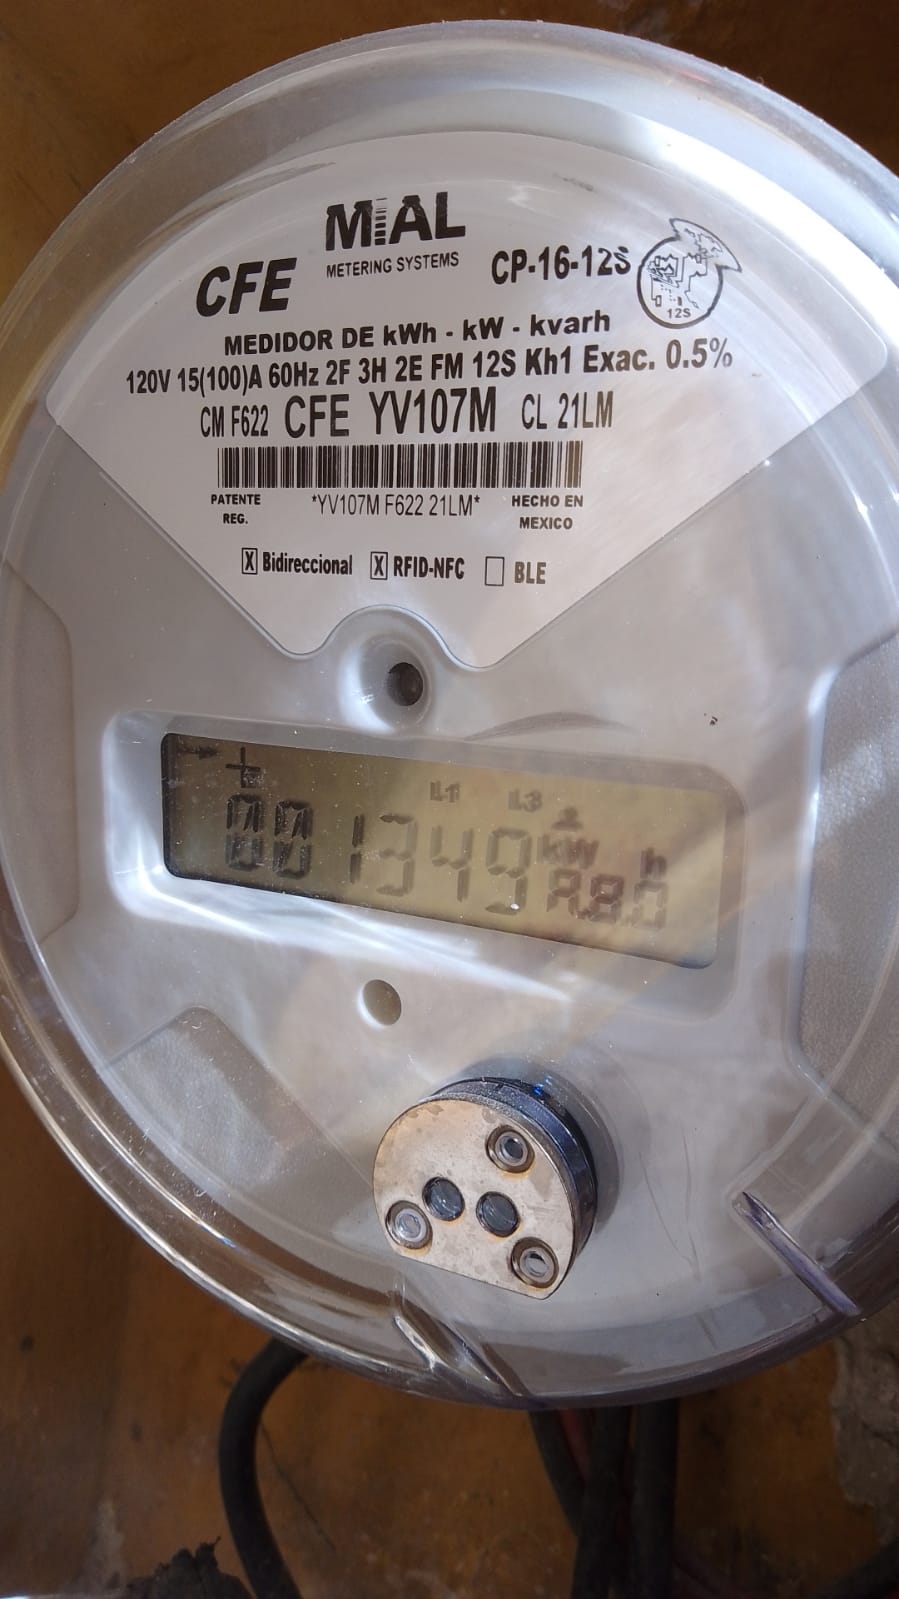 MIAL
METERING SYSTEMS
CFE
CP-16-12S
12S
MEDIDOR DE kWh - kW - kvarh
120V 15(100)A 60Hz 2F 3H 2E FM 12S Kh1 Exac. 0.5%
CM F622 CFE YV107M CL 21LM
PATENTE REG.
*YV107M F622 21LM*
HECHO EN MEXICO
X Bidireccional X RFID-NFC BLE
L1 L3
001349 kW h